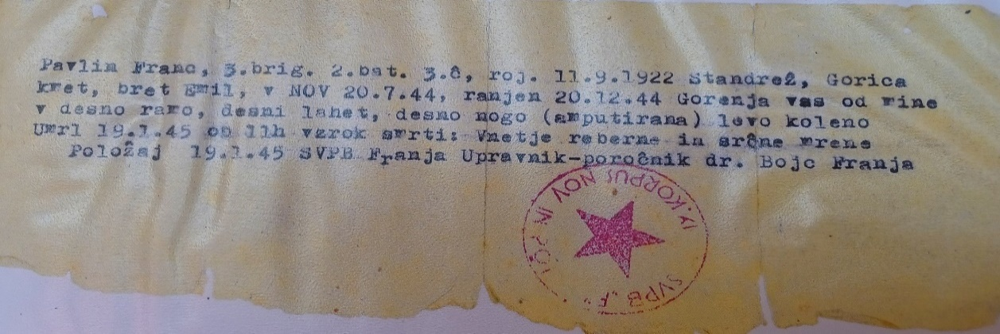 Pavlin Franc, 3.brig. 2.bat. 3.č, roj. 11.9.1922 Standrež, Gorica
kmet, bret Emil, v NOV 20.7.44, ranjen 20.12.44 Gorenja vas od mine
v desno ramo, desni lahet, desno nogo (amputirana) levo koleno
Umrl 19.1.45 ob 11h vzrok smrti: Vnetje reberne in srčne mrene
Položaj 19.1.45 SVPB Franja Upravnik-poročnik dr. Bojc Franja
IX. KORPUS NOV IN POJ
SVPB .F.